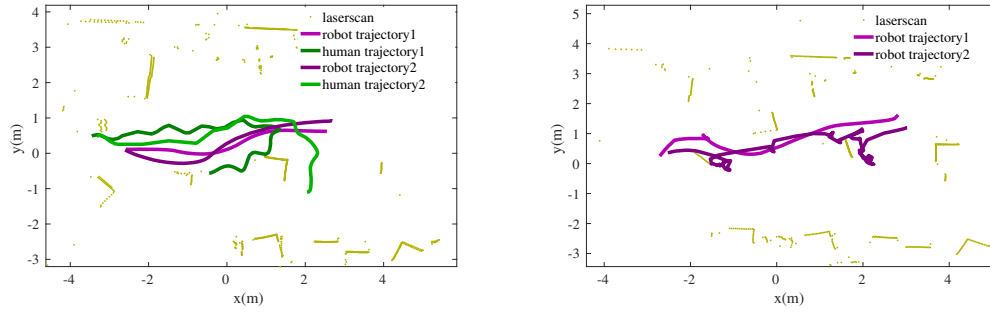 4
3
2
1
0
-1
-2
-3
y(m)
-4
-2
0
2
4
x(m)
laserscan
robot trajectory1
human trajectory1
robot trajectory2
human trajectory2
5
4
3
2
1
0
-1
-2
-3
y(m)
-4
-2
0
2
4
x(m)
laserscan
robot trajectory1
robot trajectory2